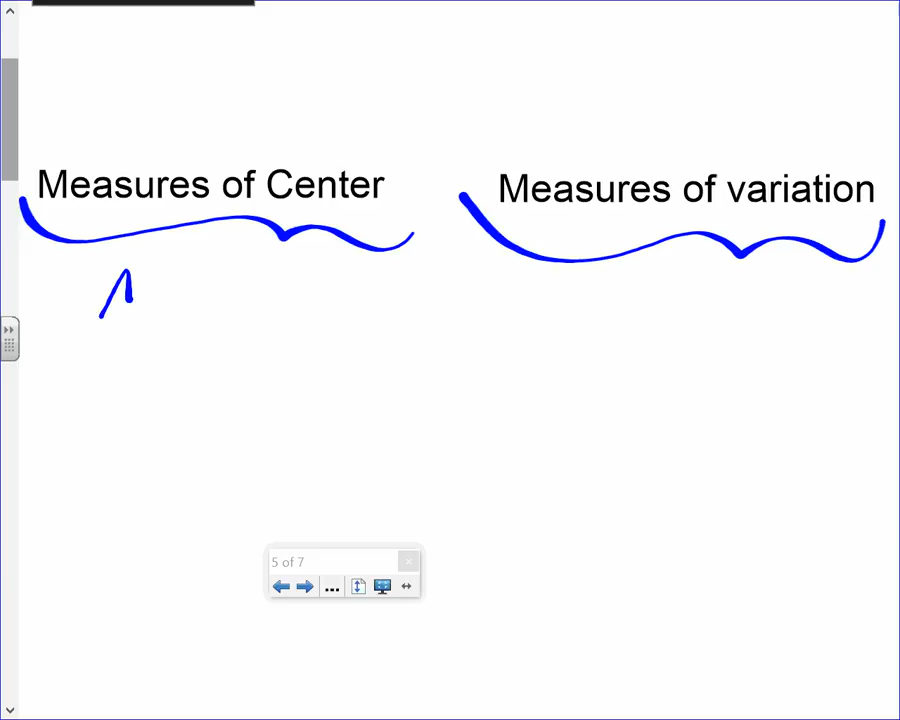 Measures of Center
Measures of variation
5 of 7
...